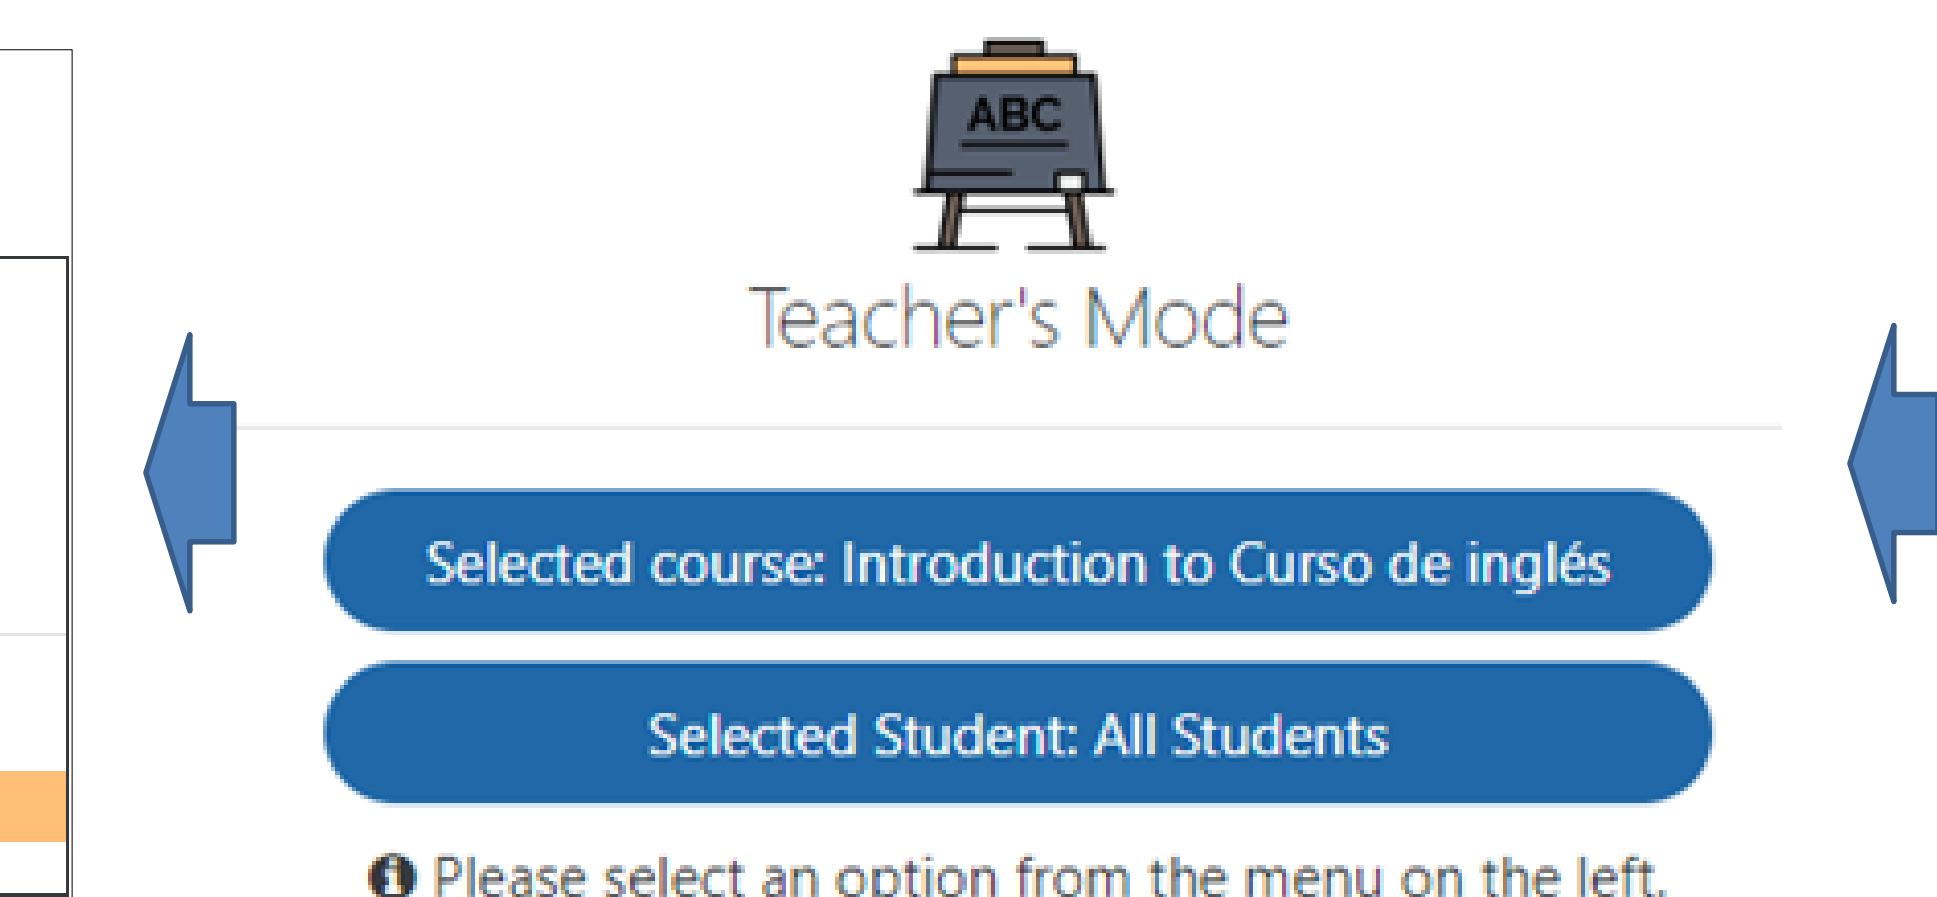 ABC
Teacher's Mode
Selected course: Introduction to Curso de inglés
Selected Student: All Students
Please select an option from the menu on the left.